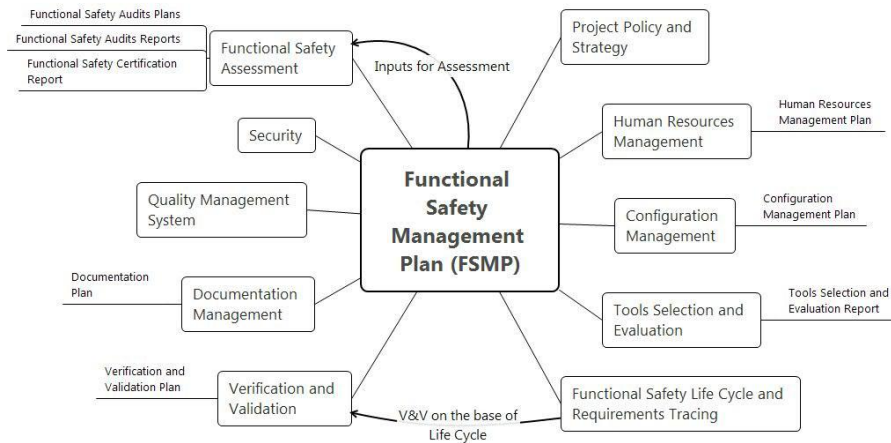 Functional Safety Audits Plans
Functional Safety Audits Reports
Functional Safety Certification
Report
Functional Safety
Assessment
Inputs for Assessment
Project Policy and
Strategy
Security
Human Resources
Management
Human Resources
Management Plan
Quality Management
System
Functional
Safety
Management
Plan (FSMP)
Configuration
Management
Configuration
Management Plan
Documentation
Plan
Documentation
Management
Tools Selection and
Evaluation
Tools Selection and
Evaluation Report
Verification and
Validation Plan
Verification and
Validation
V&V on the base of
Life Cycle
Functional Safety Life Cycle and
Requirements Tracing